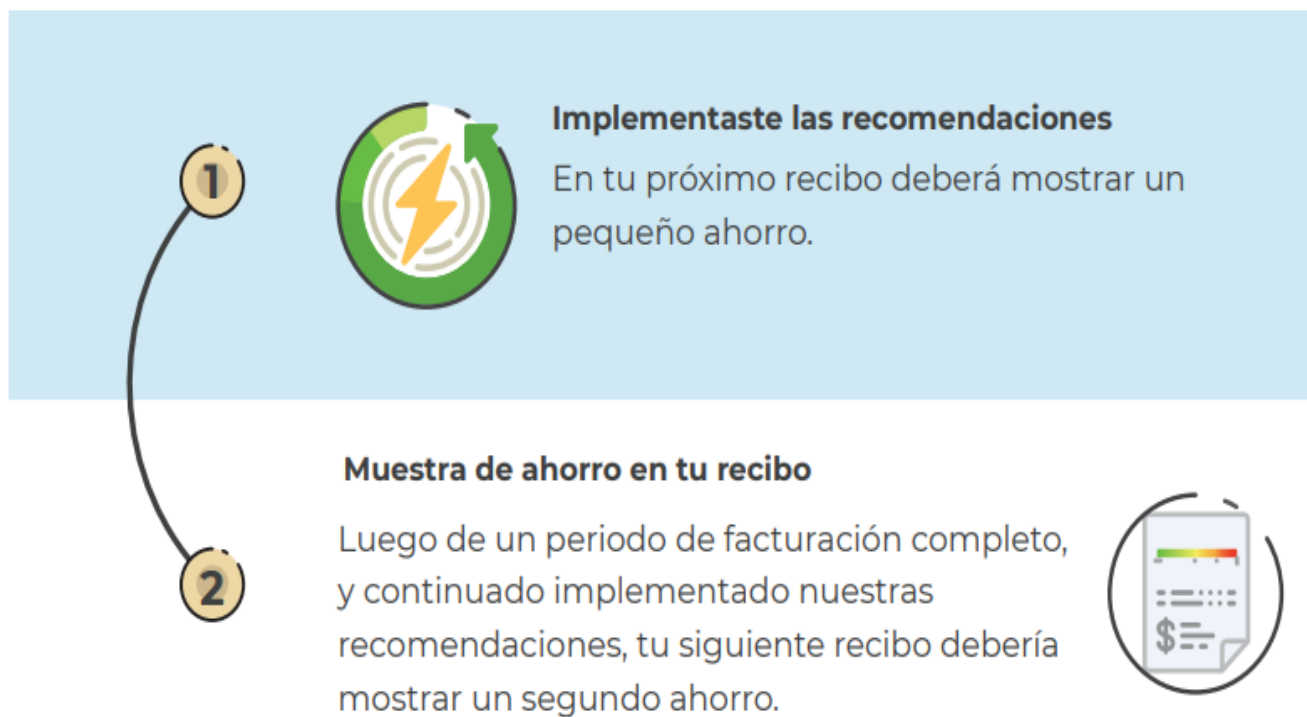 1
Implementaste las recomendaciones
En tu próximo recibo deberá mostrar un
pequeño ahorro.
2
Muestra de ahorro en tu recibo
Luego de un periodo de facturación completo,
y continuado implementado nuestras
recomendaciones, tu siguiente recibo debería
mostrar un segundo ahorro.
$